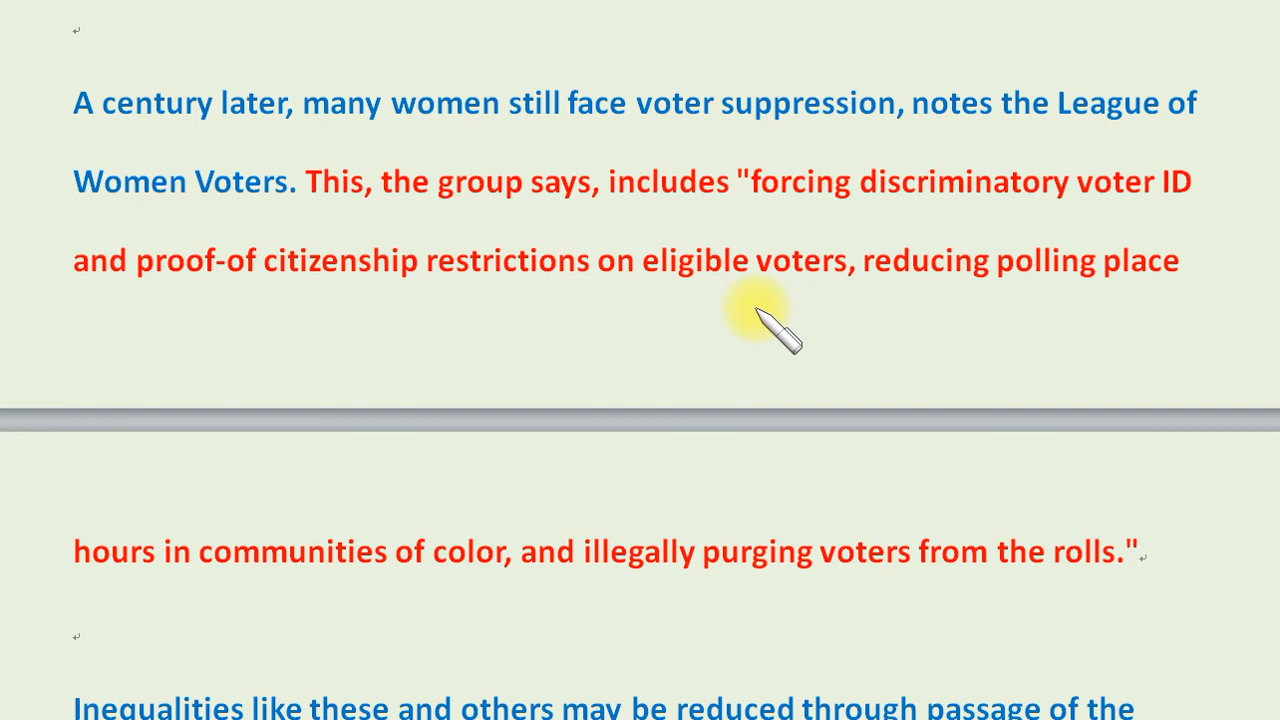 A century later, many women still face voter suppression, notes the League of
Women Voters. This, the group says, includes "forcing discriminatory voter ID
and proof-of citizenship restrictions on eligible voters, reducing polling place
hours in communities of color, and illegally purging voters from the rolls."
Inequalities like these and others may be reduced through passage of the